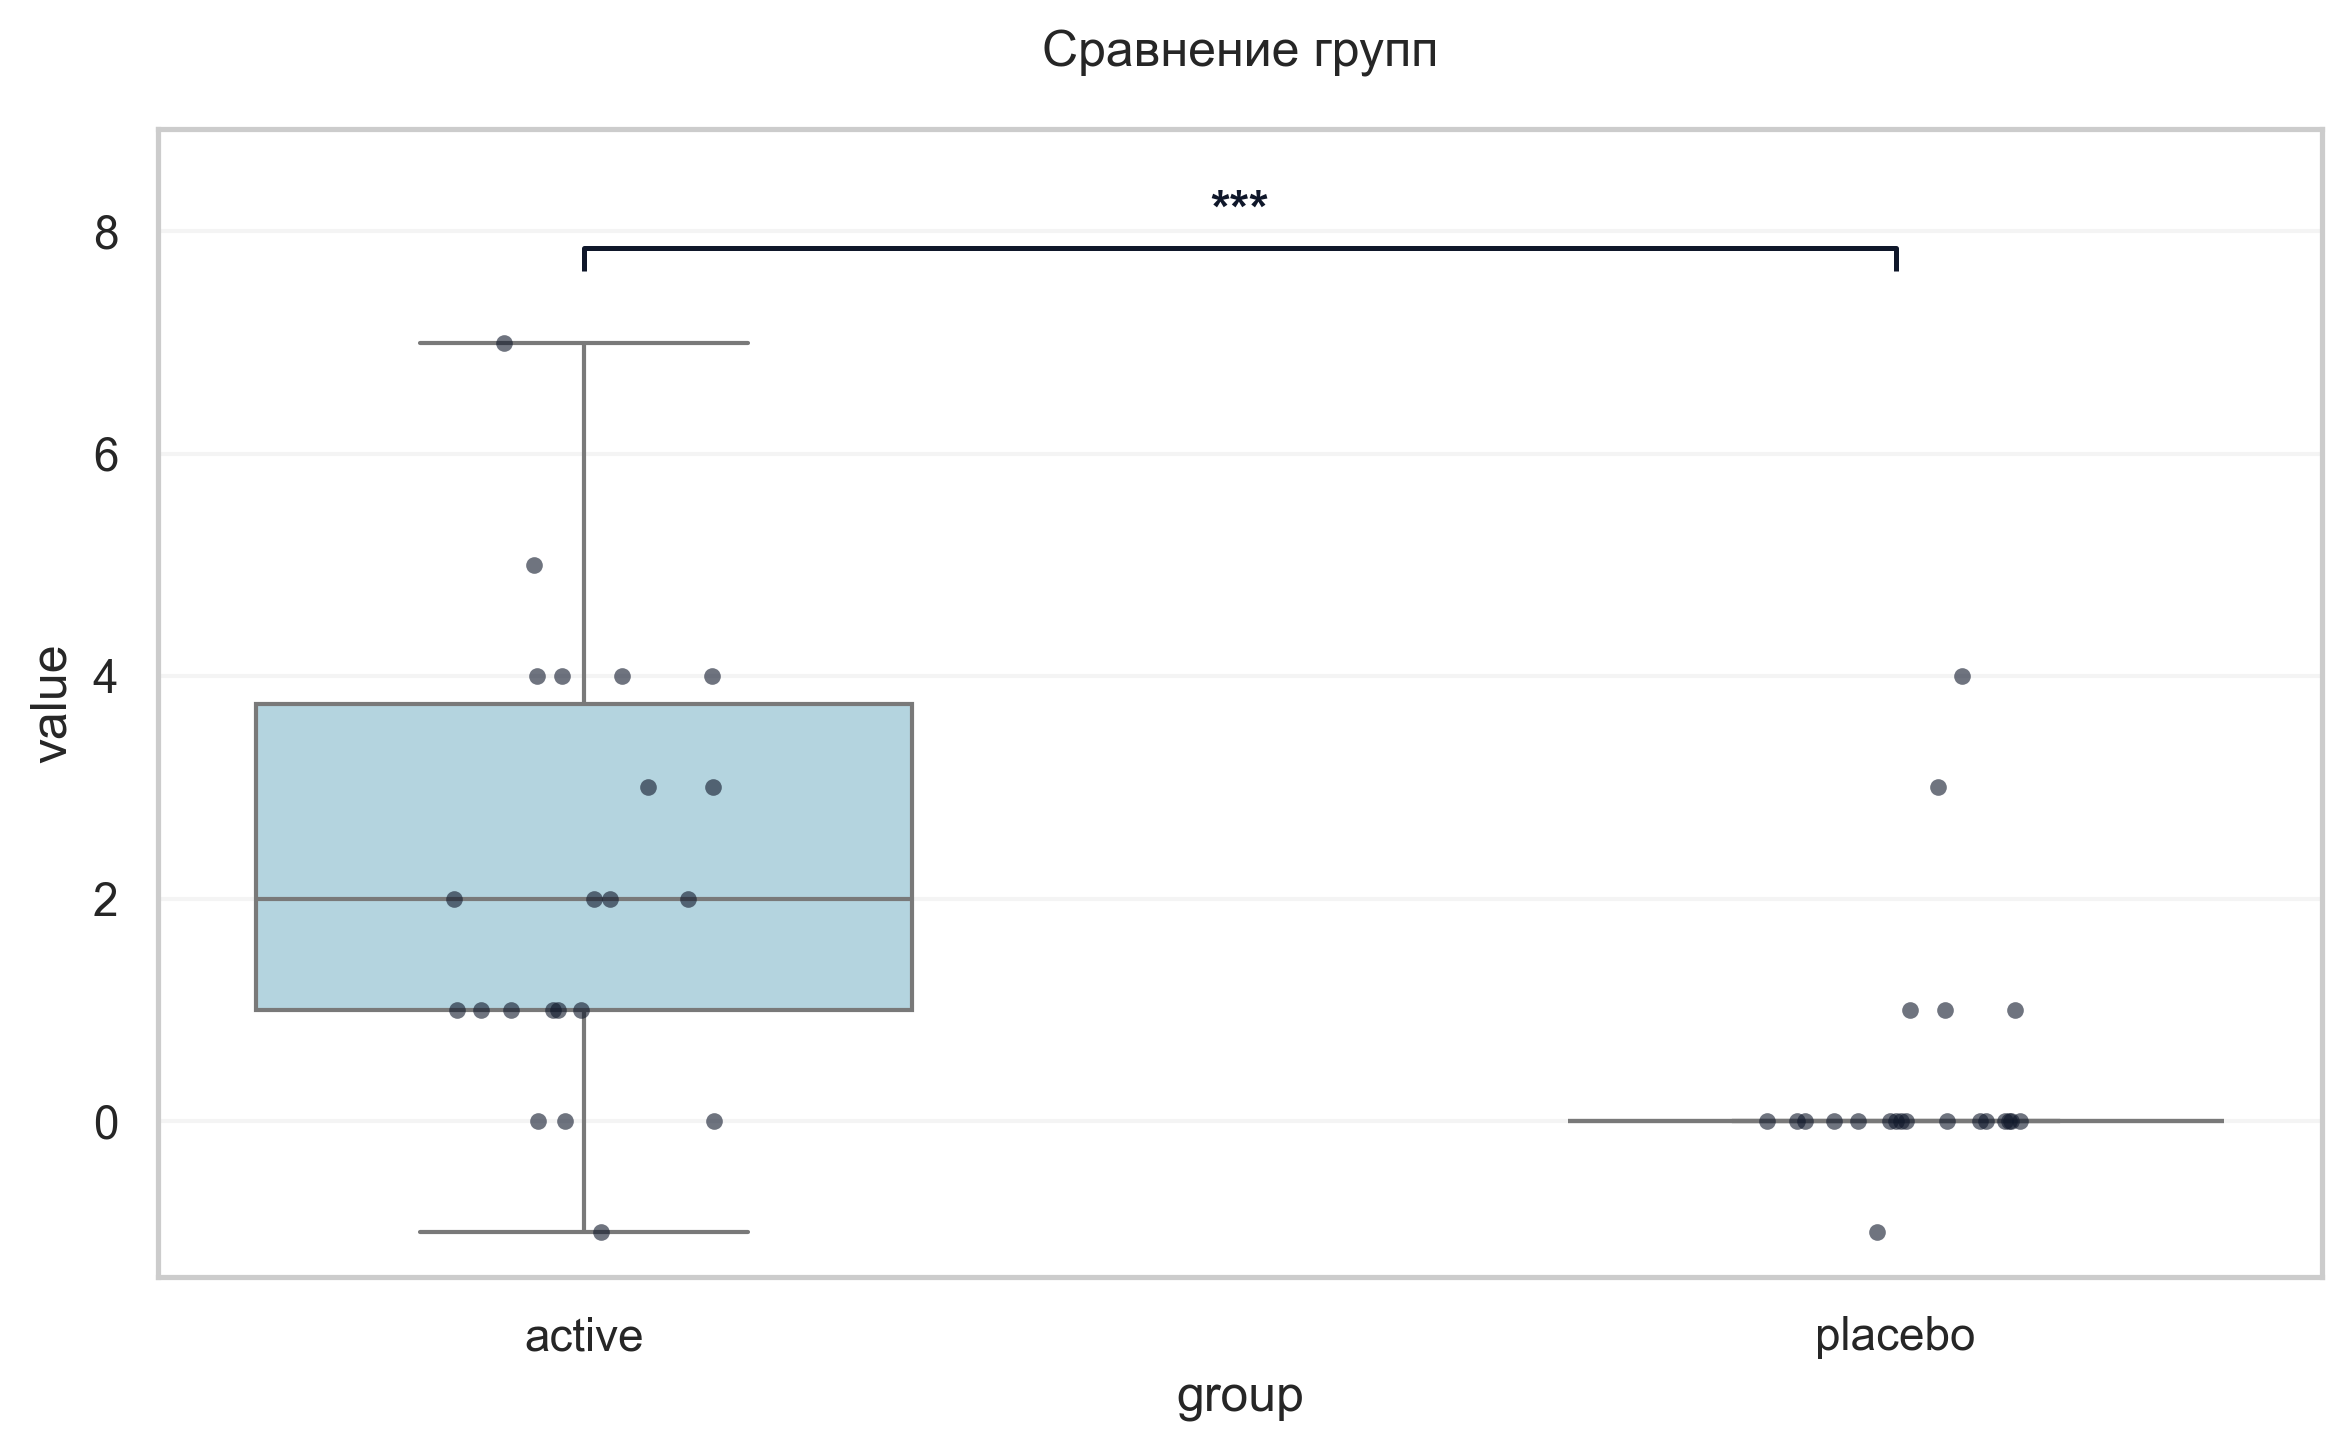 Сравнение групп
***
8
6
4
2
0
value
active
placebo
group